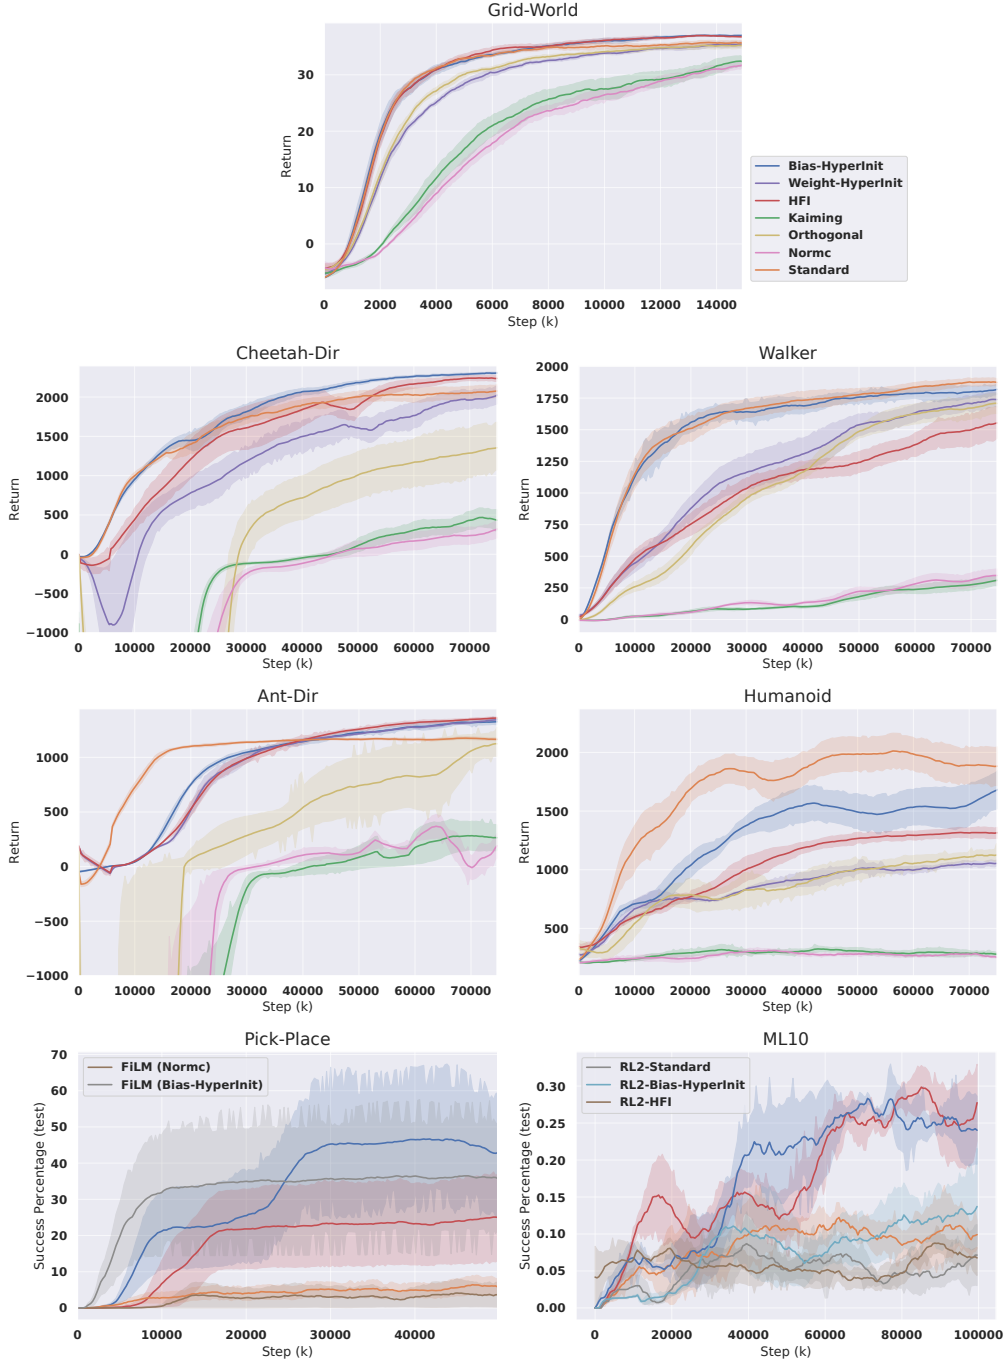 Grid-World
Return
30
20
10
0
0 2000 4000 6000 8000 10000 12000 14000
Step (k)
Bias-HyperInit
Weight-HyperInit
HFI
Kaiming
Orthogonal
Normc
Standard
Cheetah-Dir
Return
2000
1500
1000
500
0
−500
−1000
0 10000 20000 30000 40000 50000 60000 70000
Step (k)
Walker
Return
2000
1750
1500
1250
1000
750
500
250
0
0 10000 20000 30000 40000 50000 60000 70000
Step (k)
Ant-Dir
Return
1000
500
0
−500
−1000
0 10000 20000 30000 40000 50000 60000 70000
Step (k)
Humanoid
Return
2000
1500
1000
500
0 10000 20000 30000 40000 50000 60000 70000
Step (k)
Pick-Place
Success Percentage (test)
70
60
50
40
30
20
10
0
FiLM (Normc)
FiLM (Bias-HyperInit)
0 10000 20000 30000 40000
Step (k)
ML10
Success Percentage (test)
0.30
0.25
0.20
0.15
0.10
0.05
0.00
RL2-Standard
RL2-Bias-HyperInit
RL2-HFI
0 20000 40000 60000 80000 100000
Step (k)